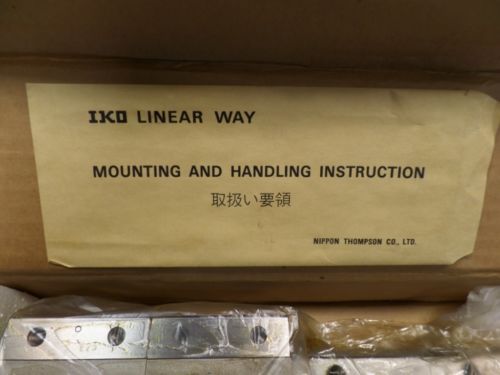 IKO LINEAR WAY
MOUNTING AND HANDLING INSTRUCTION
取扱い要領
NIPPON THOMPSON CO., LTD.